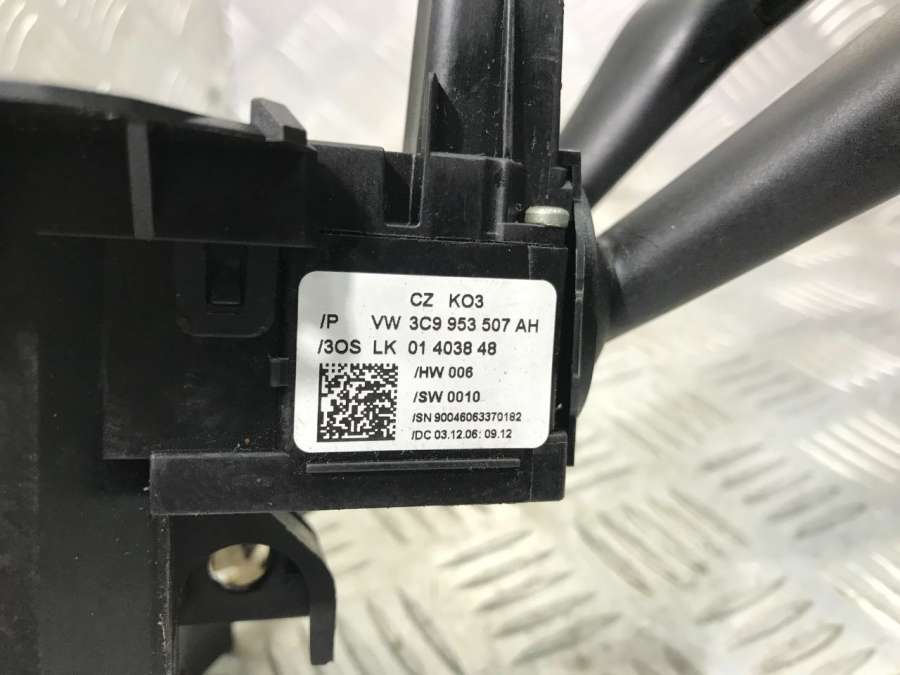 CZ KO3
/P VW 3C9 953 507 AH
/3OS LK 01 4038 48
/HW 006
/SW 0010
/SN 90046063370182
/DC 03.12.06; 09.12